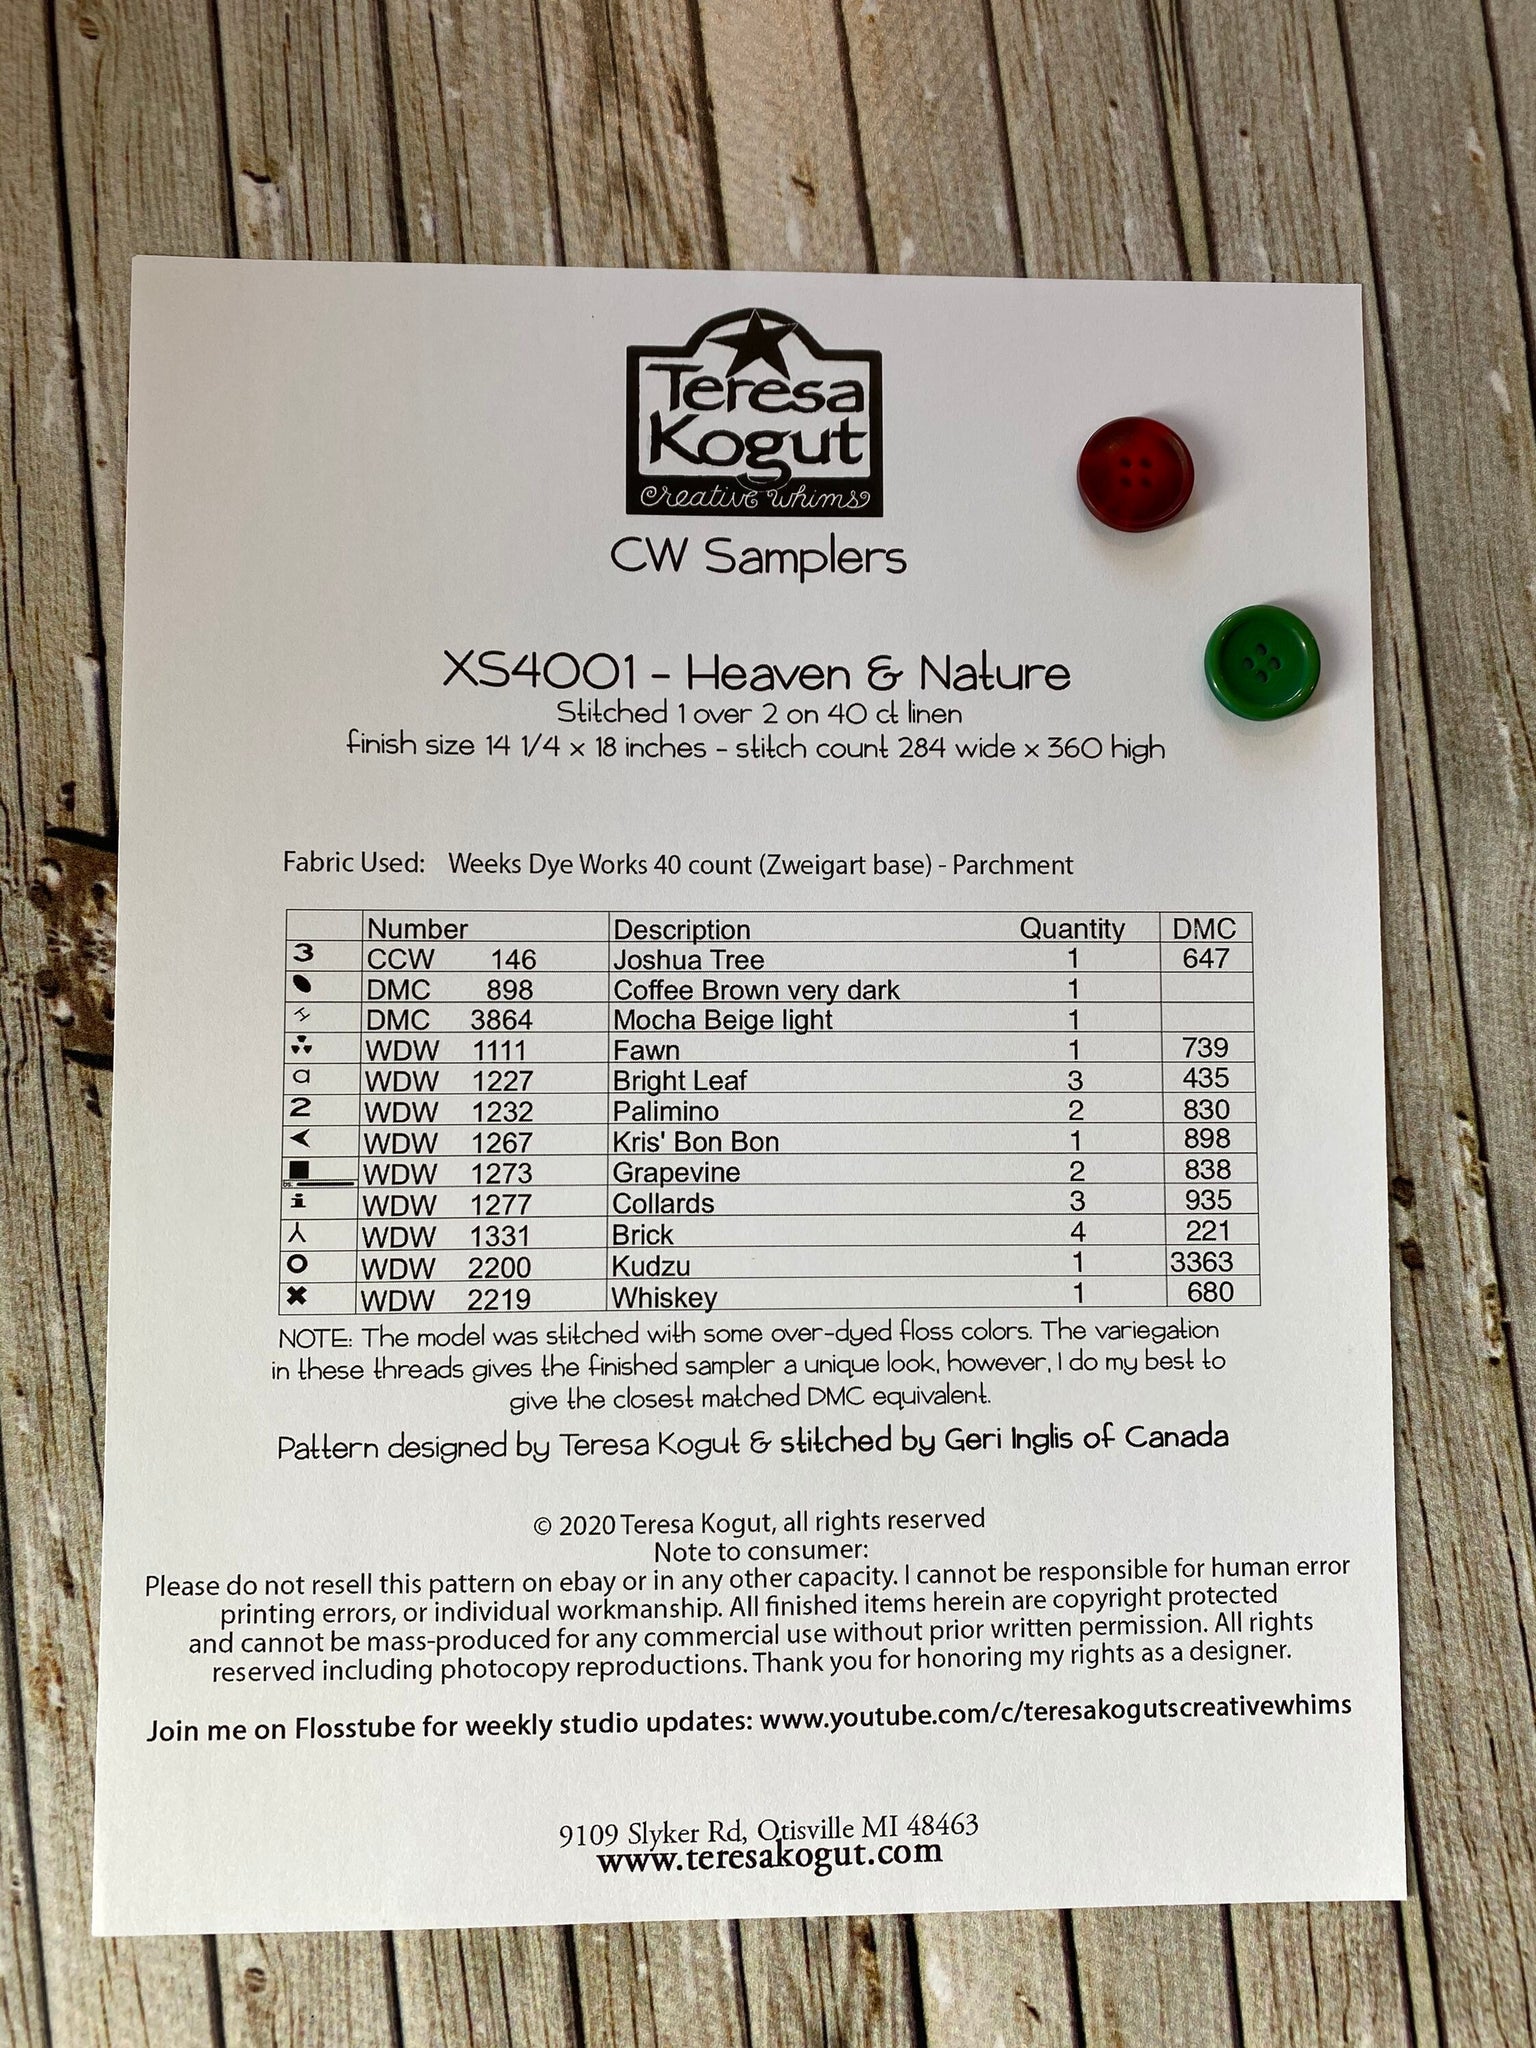 Teresa
Kogut
Creative Whims
CW Samplers
XS4001 - Heaven & Nature
Stitched 1 over 2 on 40 ct linen
finish size 14 1/4 x 18 inches - stitch count 284 wide x 360 high
Fabric Used: Weeks Dye Works 40 count (Zweigart base) - Parchment
Number Description Quantity DMC
3 CCW 146 Joshua Tree 1 647
DMC 898 Coffee Brown very dark 1
DMC 3864 Mocha Beige light 1
WDW 1111 Fawn 1 739
a WDW 1227 Bright Leaf 3 435
2 WDW 1232 Palimino 2 830
WDW 1267 Kris' Bon Bon 1 898
WDW 1273 Grapevine 2 838
i WDW 1277 Collards 3 935
WDW 1331 Brick 4 221
WDW 2200 Kudzu 1 3363
WDW 2219 Whiskey 1 680
NOTE: The model was stitched with some over-dyed floss colors. The variegation
in these threads gives the finished sampler a unique look, however, I do my best to
give the closest matched DMC equivalent.
Pattern designed by Teresa Kogut & stitched by Geri Inglis of Canada
© 2020 Teresa Kogut, all rights reserved
Note to consumer:
Please do not resell this pattern on ebay or in any other capacity. I cannot be responsible for human error
printing errors, or individual workmanship. All finished items herein are copyright protected
and cannot be mass-produced for any commercial use without prior written permission. All rights
reserved including photocopy reproductions. Thank you for honoring my rights as a designer.
Join me on Flosstube for weekly studio updates: www.youtube.com/c/teresakogutscreativewhims
9109 Slyker Rd, Otisville MI 48463
www.teresakogut.com